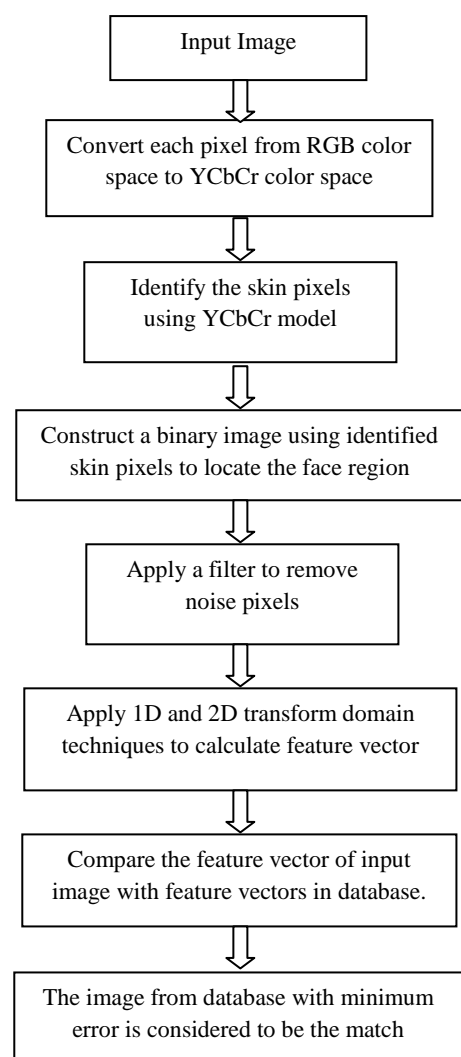 Input Image
Convert each pixel from RGB color
space to YCbCr color space
Identify the skin pixels
using YCbCr model
Construct a binary image using identified
skin pixels to locate the face region
Apply a filter to remove
noise pixels
Apply 1D and 2D transform domain
techniques to calculate feature vector
Compare the feature vector of input
image with feature vectors in database.
The image from database with minimum
error is considered to be the match